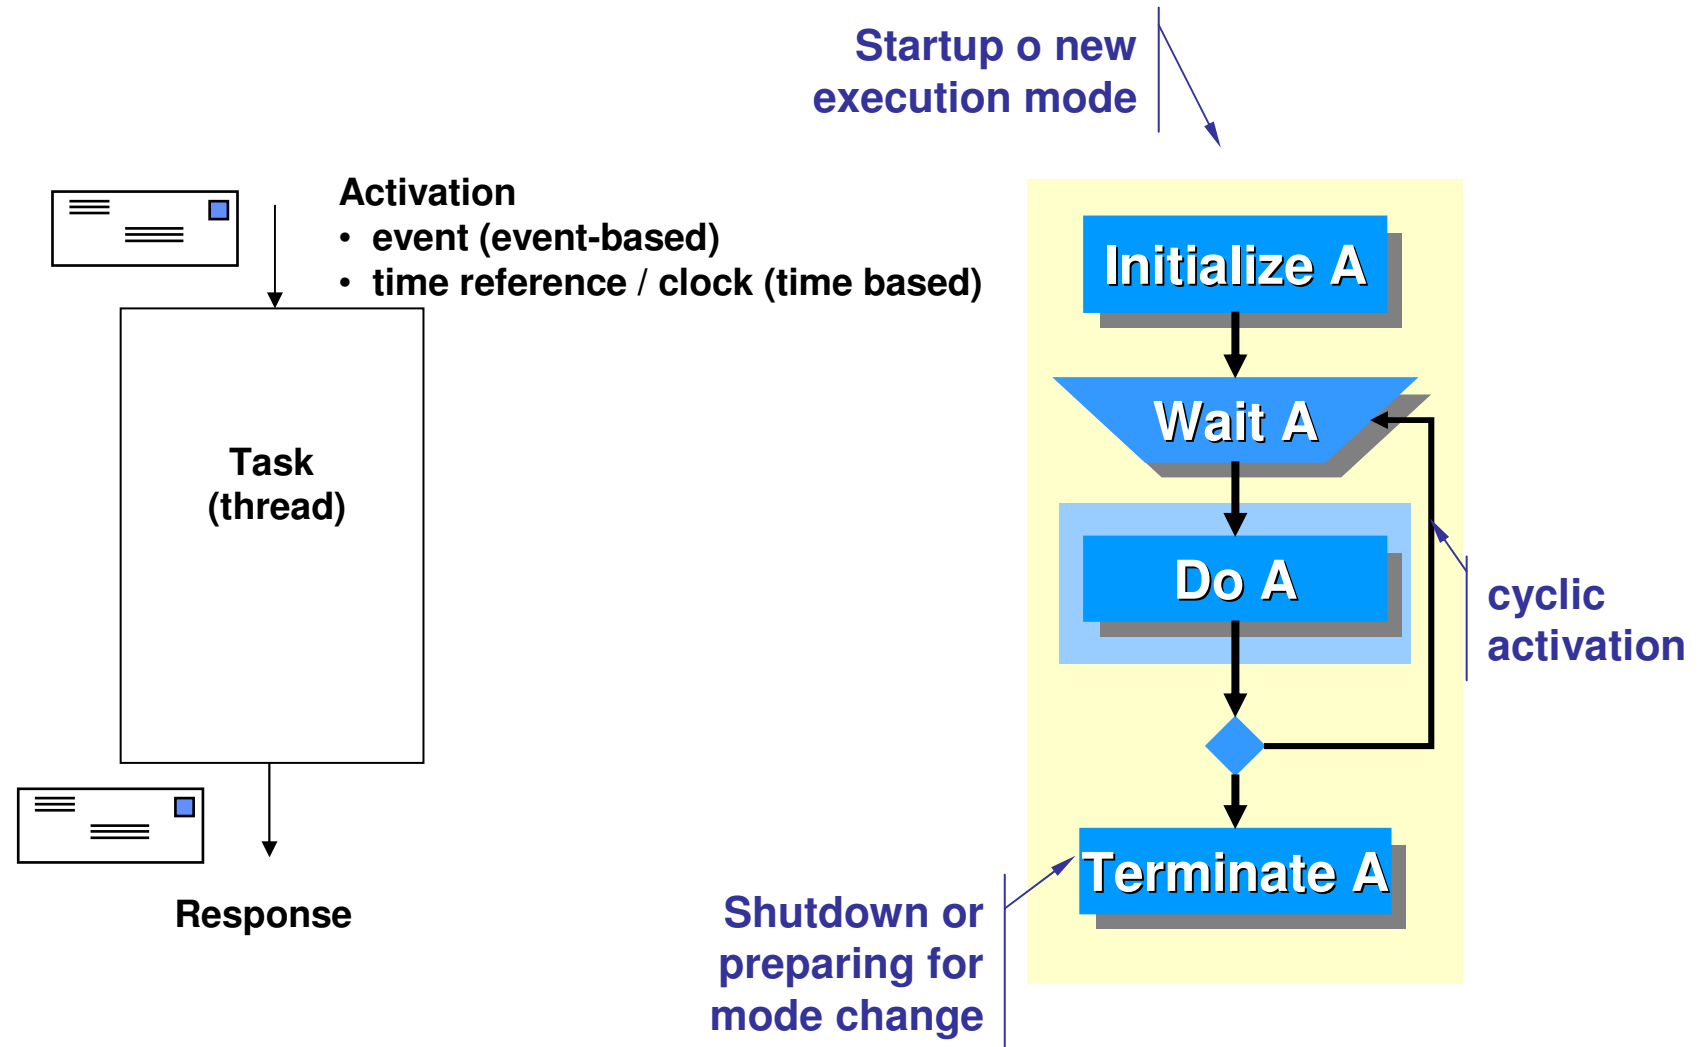 Startup o new
execution mode
Activation
• event (event-based)
• time reference / clock (time based)
Task
(thread)
Response
Initialize A
Wait A
Do A
cyclic
activation
Terminate A
Shutdown or
preparing for
mode change